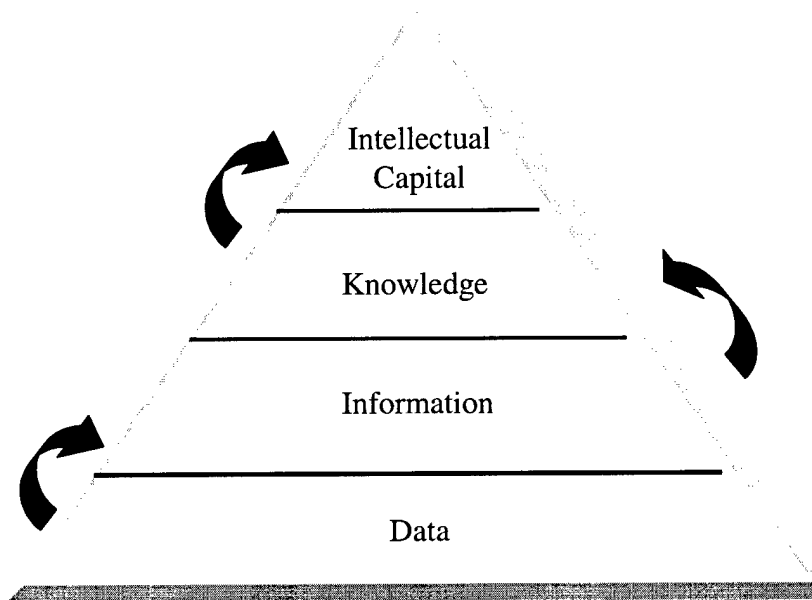 Intellectual
Capital
Knowledge
Information
Data